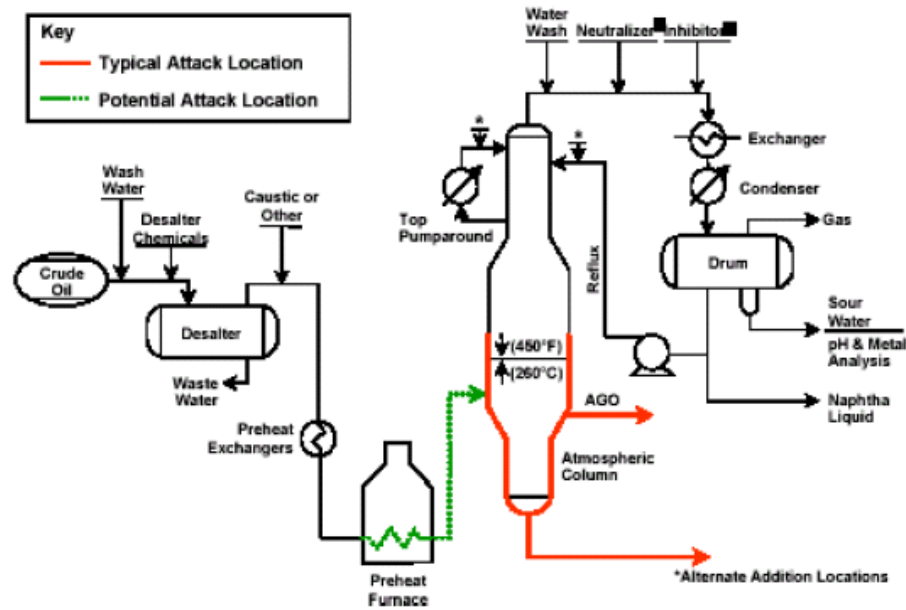 Key
Typical Attack Location
Potential Attack Location
Water
Wash
Neutralizer
Inhibitor
*
*
Exchanger
Condenser
Gas
Drum
Sour
Water
pH & Metal
Analysis
Naphtha
Liquid
Top
Pumparound
Reflux
Wash
Water
Desalter
Chemicals
Caustic or
Other
Crude
Oil
Desalter
Waste
Water
Preheat
Exchangers
Preheat
Furnace
(450°F)
(260°C)
AGO
Atmospheric
Column
*Alternate Addition Locations